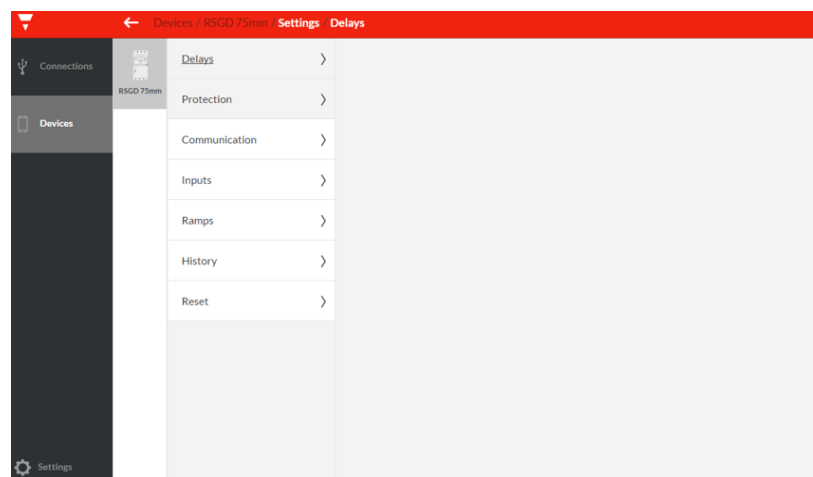 Devices / RSGD 75mm / Settings / Delays
Connections
Devices
Settings
RSGD 75mm
Delays
Protection
Communication
Inputs
Ramps
History
Reset